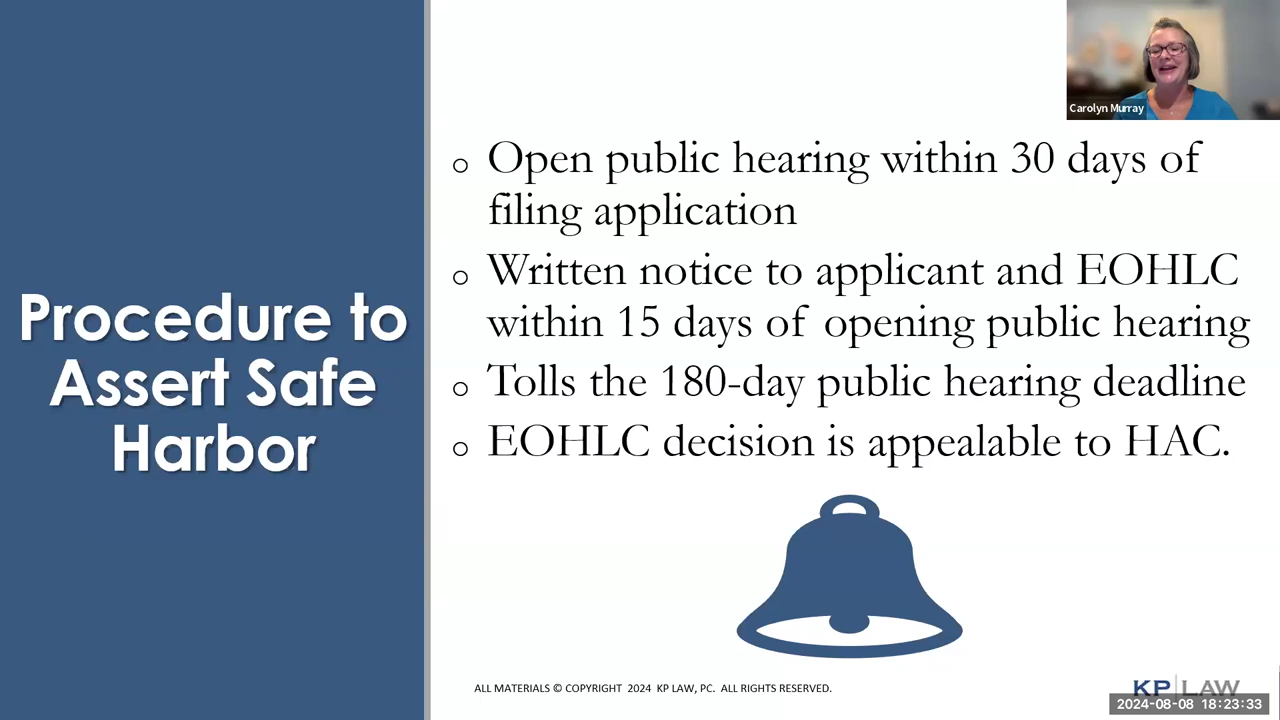 Carolyn Murray
Procedure to
Assert Safe
Harbor
o Open public hearing within 30 days of
filing application
o Written notice to applicant and EOHLC
within 15 days of opening public hearing
o Tolls the 180-day public hearing deadline
o EOHLC decision is appealable to HAC.
ALL MATERIALS © COPYRIGHT 2024 KP LAW, PC. ALL RIGHTS RESERVED.
KP | LAW
2024-08-08 18:23:33